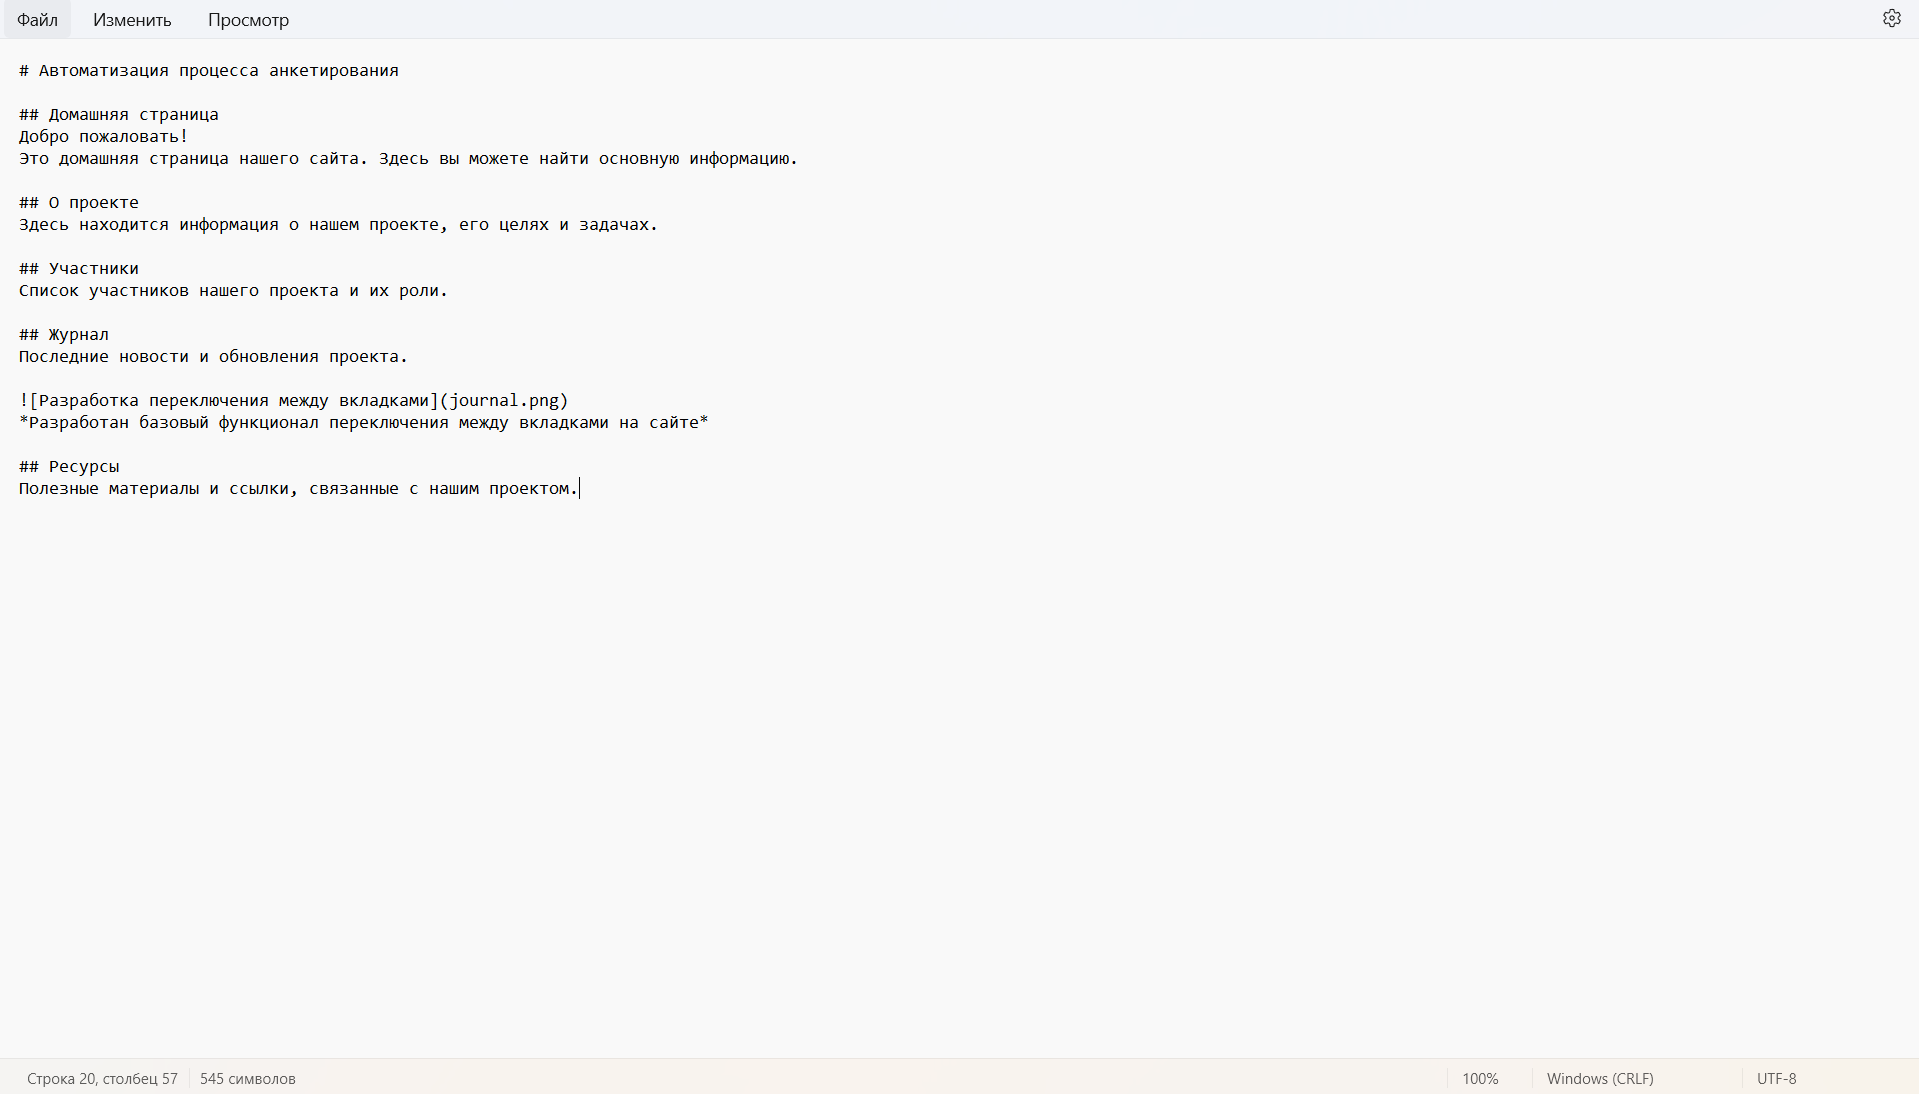 Файл Изменить Просмотр
# Автоматизация процесса анкетирования
## Домашняя страница
Добро пожаловать!
Это домашняя страница нашего сайта. Здесь вы можете найти основную информацию.
## О проекте
Здесь находится информация о нашем проекте, его целях и задачах.
## Участники
Список участников нашего проекта и их роли.
## Журнал
Последние новости и обновления проекта.
![Разработка переключения между вкладками](journal.png)
*Разработан базовый функционал переключения между вкладками на сайте*
## Ресурсы
Полезные материалы и ссылки, связанные с нашим проектом.
Строка 20, столбец 57 545 символов 100% Windows (CRLF) UTF-8